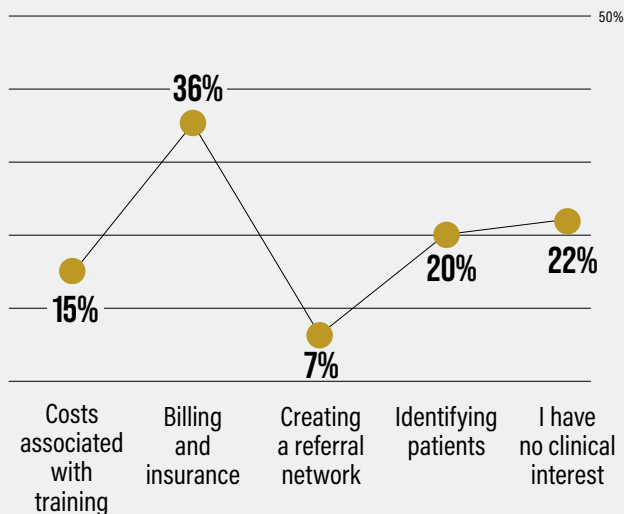 50%
36%
15%
7%
20%
22%
Costs
associated
with
training
Billing
and
insurance
Creating
a referral
network
Identifying
patients
I have
no clinical
interest